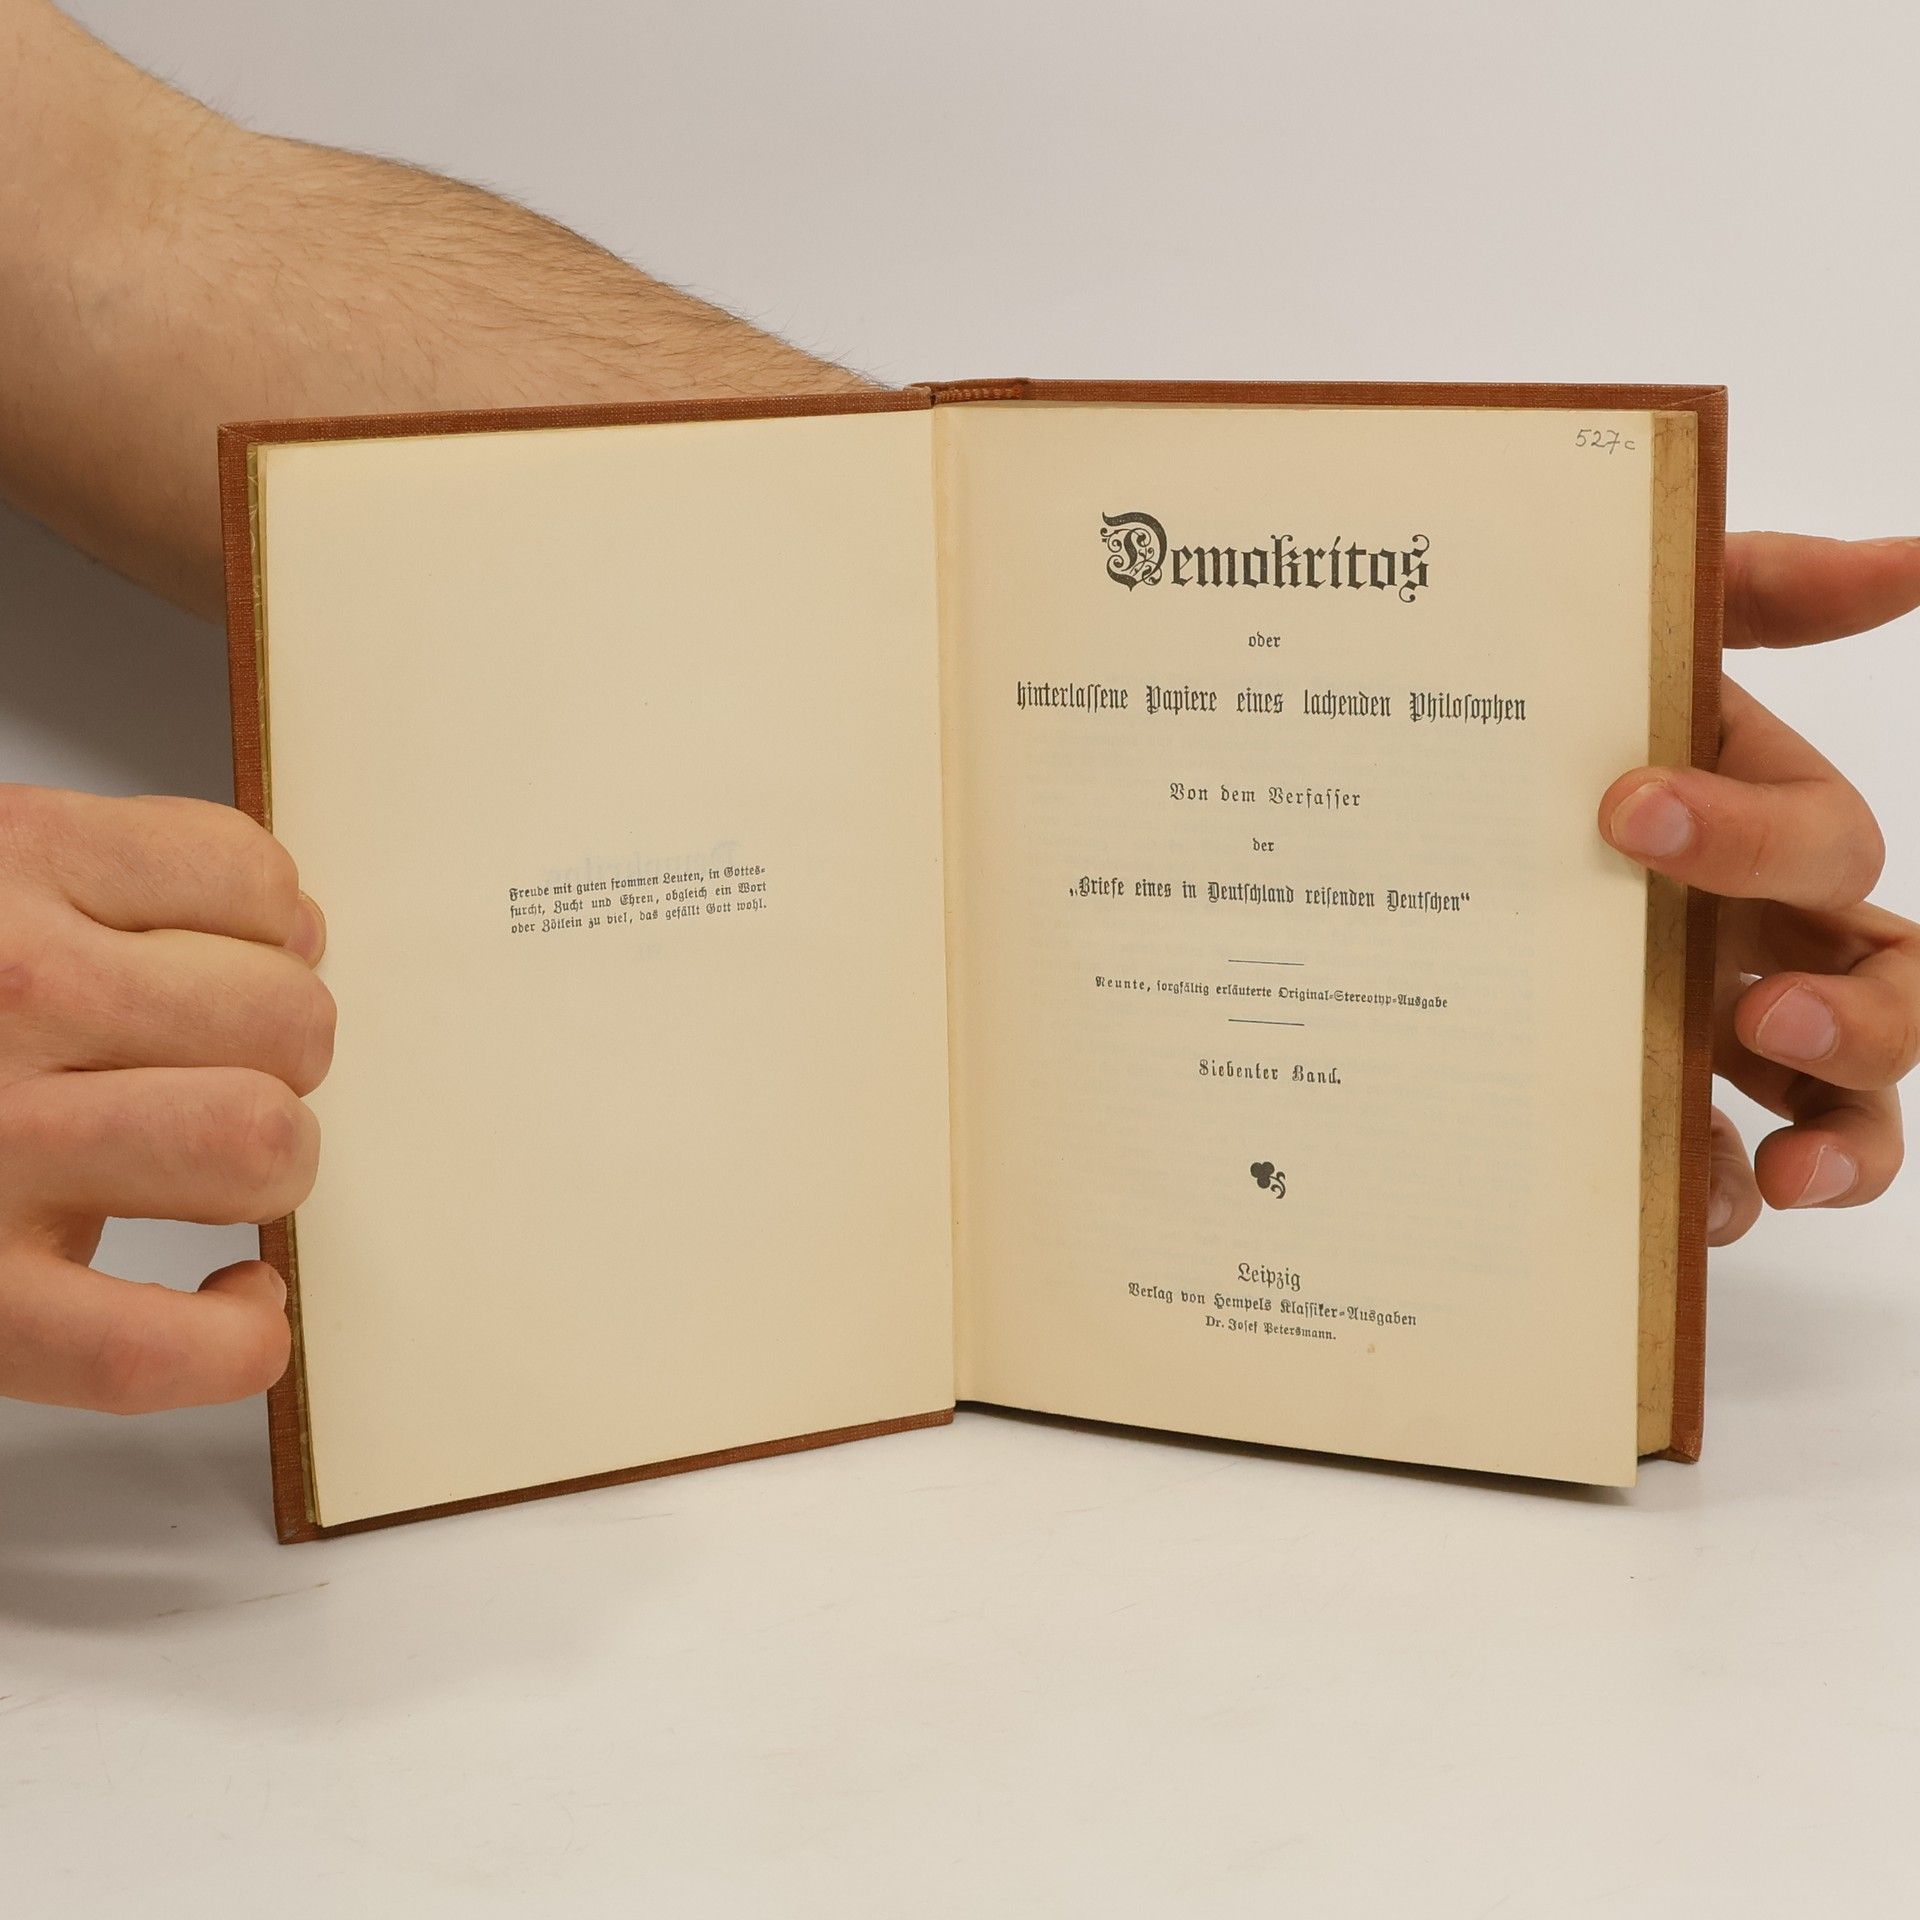 Freude mit guten frommen Leuten, in Gottes-
furcht, Zucht und Ehren, obgleich ein Wort
oder Zötlein zu viel, das gefällt Gott wohl.
527c
Demokritos
oder
hinterlaſſene Papiere eines lachenden Philoſophen
Von dem Verfaſſer
der
„Briefe eines in Deutſchland reiſenden Deutſchen“
Neunte, ſorgfältig erläuterte Original-Stereotyp-Ausgabe
Siebenter Band.
Leipzig
Verlag von Hempels Klaſſiker-Ausgaben
Dr. Joſef Petersmann.